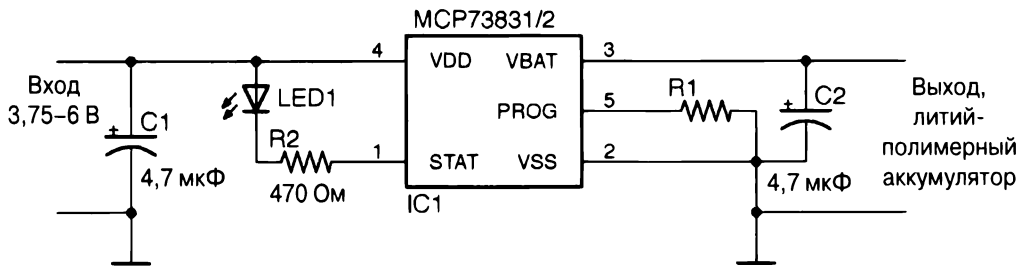 MCP73831/2
4
VDD
VBAT
3
Вход
3,75–6 В
+
C1
4,7 мкФ
LED1
R2
470 Ом
1
STAT
PROG
5
R1
VSS
2
IC1
+
C2
4,7 мкФ
Выход,
литий-
полимерный
аккумулятор